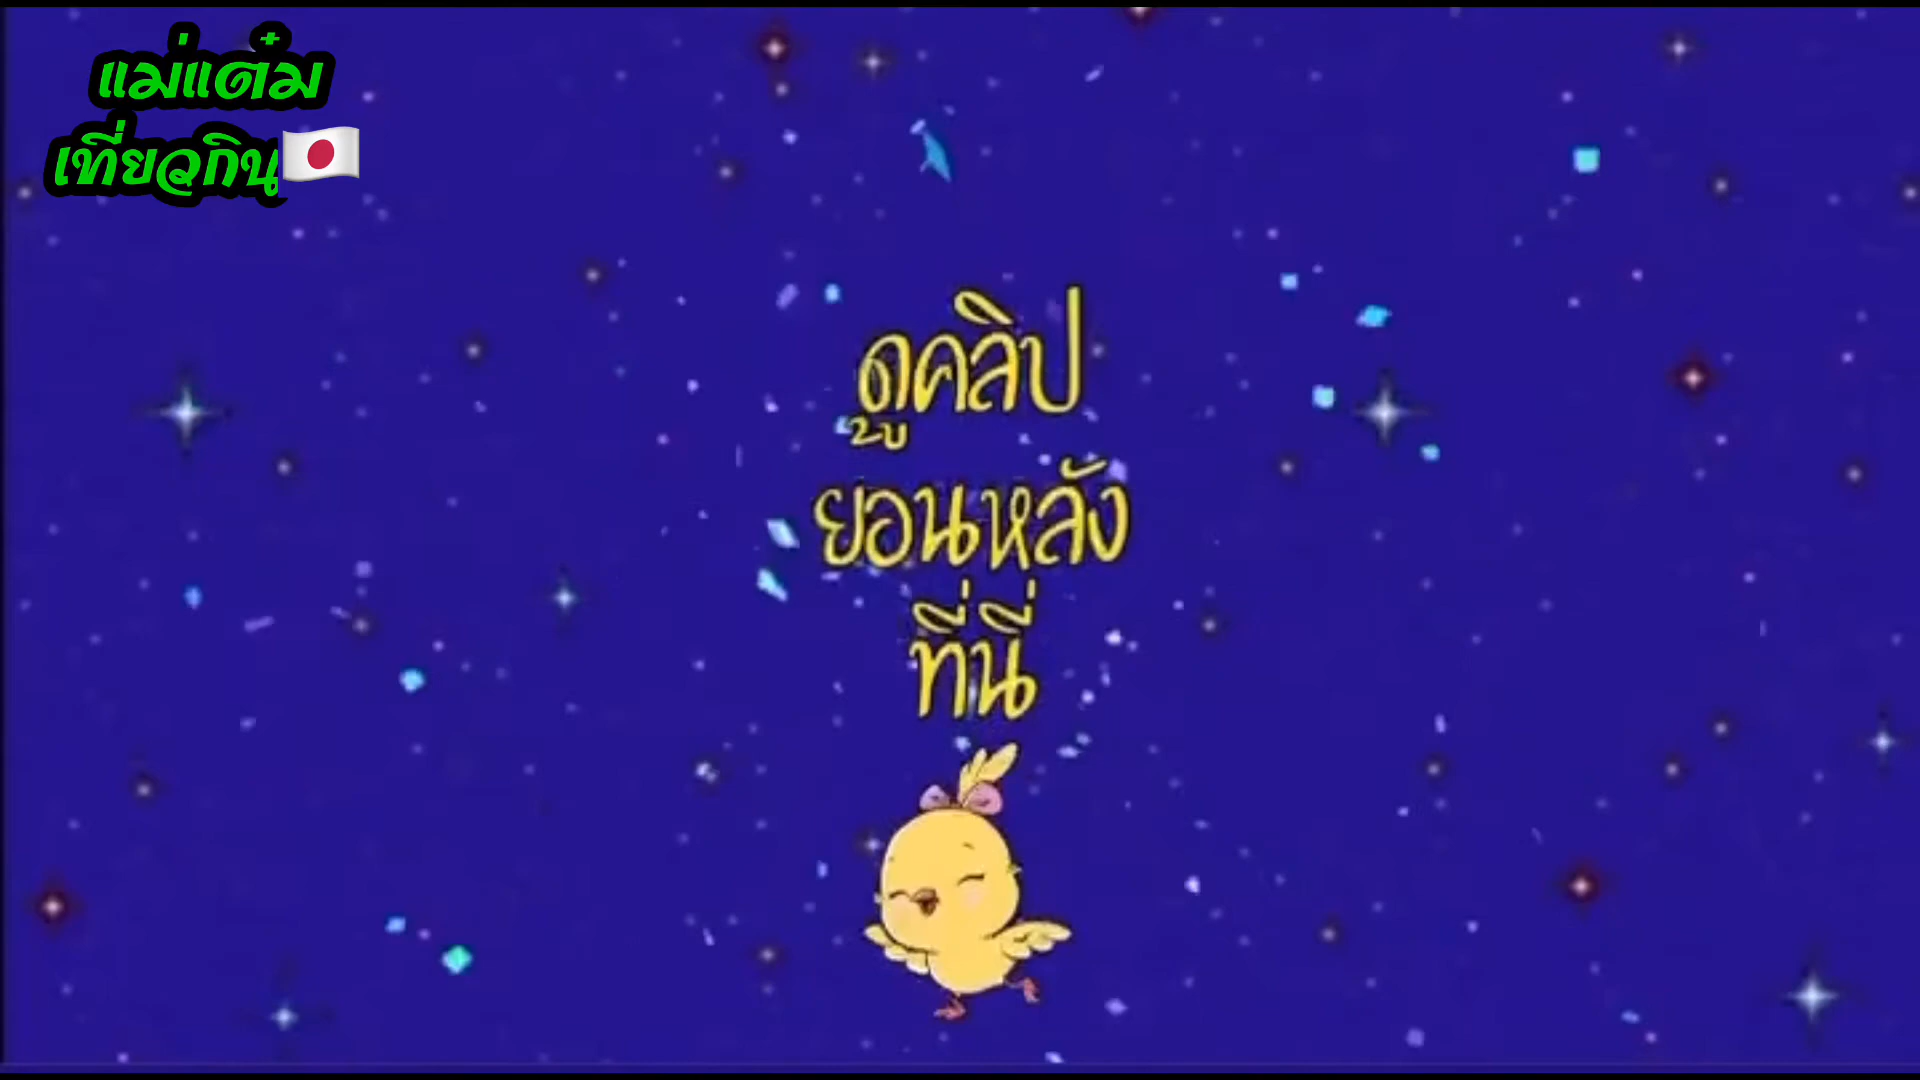 แม่แต๋ม
เที่ยวกิน
ดูคลิป
ยอนหลัง
ที่นี่